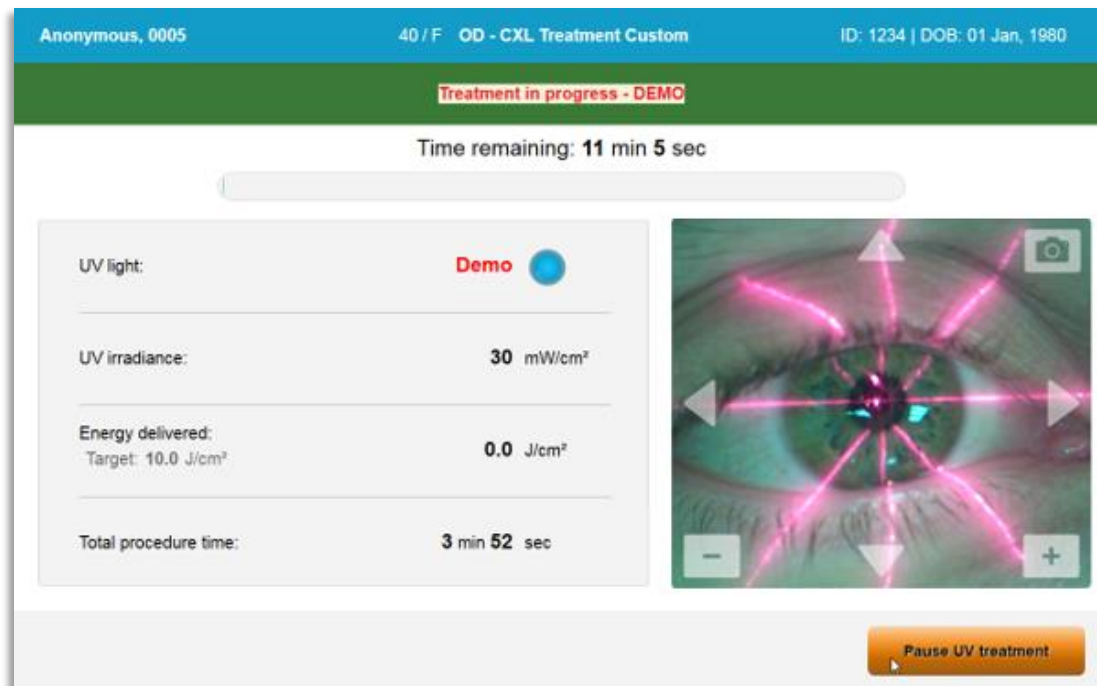 Anonymous, 0005 40 / F OD - CXL Treatment Custom ID: 1234 | DOB: 01 Jan, 1980
Treatment in progress - DEMO
Time remaining: 11 min 5 sec
UV light: Demo
UV irradiance: 30 mW/cm²
Energy delivered:
Target: 10.0 J/cm² 0.0 J/cm²
Total procedure time: 3 min 52 sec
Pause UV treatment